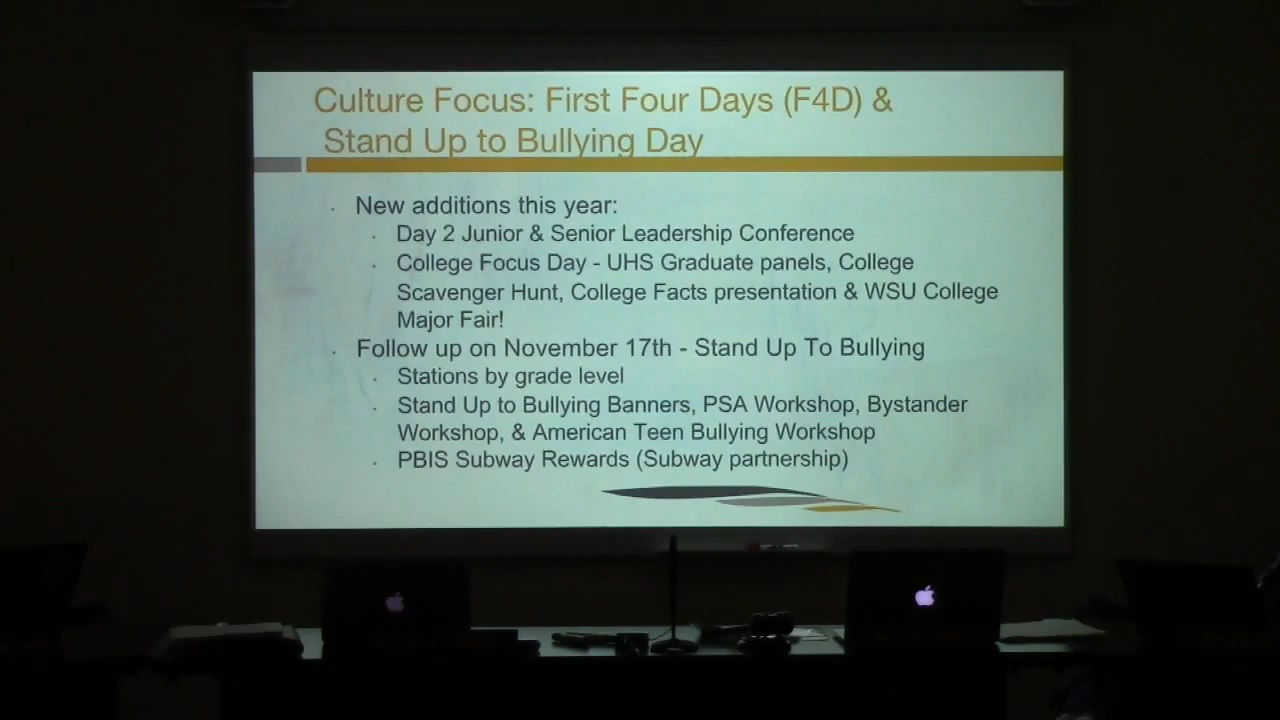 Culture Focus: First Four Days (F4D) &
Stand Up to Bullying Day
New additions this year:
Day 2 Junior & Senior Leadership Conference
College Focus Day - UHS Graduate panels, College
Scavenger Hunt, College Facts presentation & WSU College
Major Fair!
Follow up on November 17th - Stand Up To Bullying
Stations by grade level
Stand Up to Bullying Banners, PSA Workshop, Bystander
Workshop, & American Teen Bullying Workshop
PBIS Subway Rewards (Subway partnership)